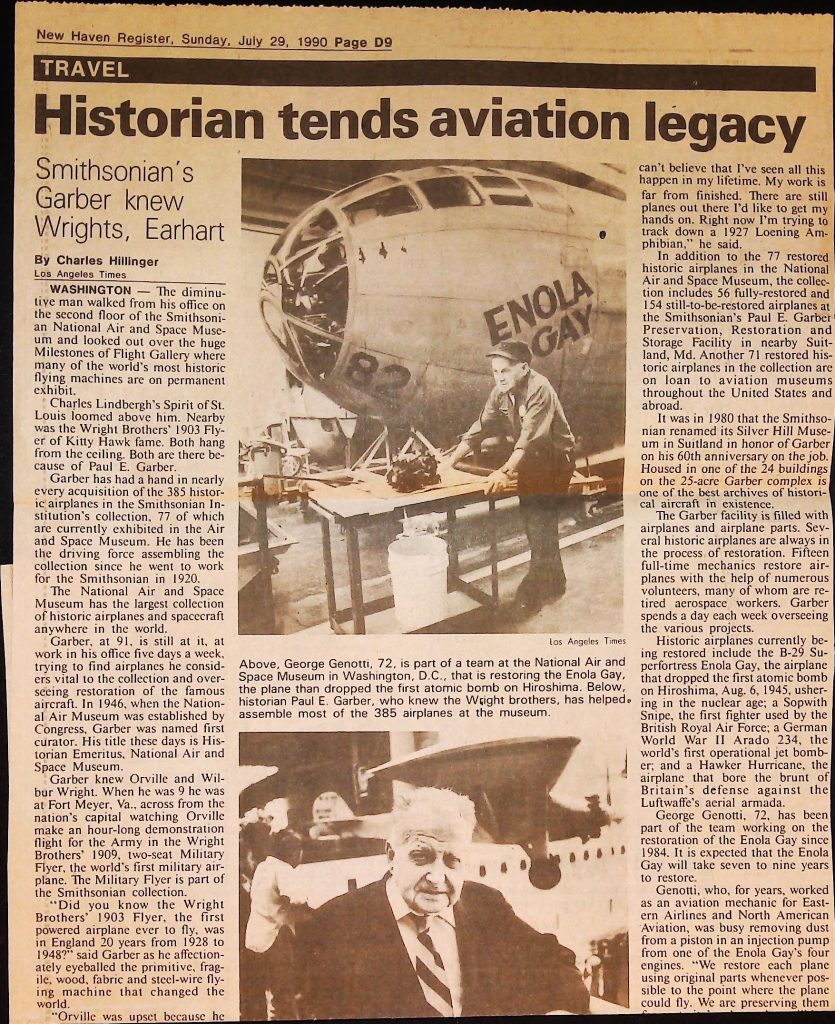 New Haven Register, Sunday, July 29, 1990 Page D9
TRAVEL
Historian tends aviation legacy
Smithsonian's
Garber knew
Wrights, Earhart
By Charles Hillinger
Los Angeles Times
WASHINGTON — The diminu-
tive man walked from his office on
the second floor of the Smithsoni-
an National Air and Space Muse-
um and looked out over the huge
Milestones of Flight Gallery where
many of the world's most historic
flying machines are on permanent
exhibit.
Charles Lindbergh's Spirit of St.
Louis loomed above him. Nearby
was the Wright Brothers' 1903 Fly-
er of Kitty Hawk fame. Both hang
from the ceiling. Both are there be-
cause of Paul E. Garber.
Garber has had a hand in nearly
every acquisition of the 385 histor-
ic airplanes in the Smithsonian In-
stitution's collection, 77 of which
are currently exhibited in the Air
and Space Museum. He has been
the driving force assembling the
collection since he went to work
for the Smithsonian in 1920.
The National Air and Space
Museum has the largest collection
of historic airplanes and spacecraft
anywhere in the world.
Garber, at 91, is still at it, at
work in his office five days a week,
trying to find airplanes he consid-
ers vital to the collection and over-
seeing restoration of the famous
aircraft. In 1946, when the Nation-
al Air Museum was established by
Congress, Garber was named first
curator. His title these days is His-
torian Emeritus, National Air and
Space Museum.
Garber knew Orville and Wil-
bur Wright. When he was 9 he was
at Fort Meyer, Va., across from the
nation's capital watching Orville
make an hour-long demonstration
flight for the Army in the Wright
Brothers' 1909, two-seat Military
Flyer, the world's first military air-
plane. The Military Flyer is part of
the Smithsonian collection.
"Did you know the Wright
Brothers' 1903 Flyer, the first
powered airplane ever to fly, was
in England 20 years from 1928 to
1948?" said Garber as he affection-
ately eyeballed the primitive, frag-
ile, wood, fabric and steel-wire fly-
ing machine that changed the
world.
"Orville was upset because he
ENOLA
GAY
82
Los Angeles Times
Above, George Genotti, 72, is part of a team at the National Air and
Space Museum in Washington, D.C., that is restoring the Enola Gay,
the plane than dropped the first atomic bomb on Hiroshima. Below,
historian Paul E. Garber, who knew the Wright brothers, has helped
assemble most of the 385 airplanes at the museum.
can't believe that I've seen all this
happen in my lifetime. My work is
far from finished. There are still
planes out there I'd like to get my
hands on. Right now I'm trying to
track down a 1927 Loening Am-
phibian," he said.
In addition to the 77 restored
historic airplanes in the National
Air and Space Museum, the collec-
tion includes 56 fully-restored and
154 still-to-be-restored airplanes at
the Smithsonian's Paul E. Garber
Preservation, Restoration and
Storage Facility in nearby Suit-
land, Md. Another 71 restored his-
toric airplanes in the collection are
on loan to aviation museums
throughout the United States and
abroad.
It was in 1980 that the Smithso-
nian renamed its Silver Hill Muse-
um in Suitland in honor of Garber
on his 60th anniversary on the job.
Housed in one of the 24 buildings
on the 25-acre Garber complex is
one of the best archives of histori-
cal aircraft in existence.
The Garber facility is filled with
airplanes and airplane parts. Sev-
eral historic airplanes are always in
the process of restoration. Fifteen
full-time mechanics restore air-
planes with the help of numerous
volunteers, many of whom are re-
tired aerospace workers. Garber
spends a day each week overseeing
the various projects.
Historic airplanes currently be-
ing restored include the B-29 Su-
perfortress Enola Gay, the airplane
that dropped the first atomic bomb
on Hiroshima, Aug. 6, 1945, usher-
ing in the nuclear age; a Sopwith
Snipe, the first fighter used by the
British Royal Air Force; a German
World War II Arado 234, the
world's first operational jet bomb-
er; and a Hawker Hurricane, the
airplane that bore the brunt of
Britain's defense against the
Luftwaffe's aerial armada.
George Genotti, 72, has been
part of the team working on the
restoration of the Enola Gay since
1984. It is expected that the Enola
Gay will take seven to nine years
to restore.
Genotti, who, for years, worked
as an aviation mechanic for East-
ern Airlines and North American
Aviation, was busy removing dust
from a piston in an injection pump
from one of the Enola Gay's four
engines. "We restore each plane
using original parts whenever pos-
sible to the point where the plane
could fly. We are preserving them